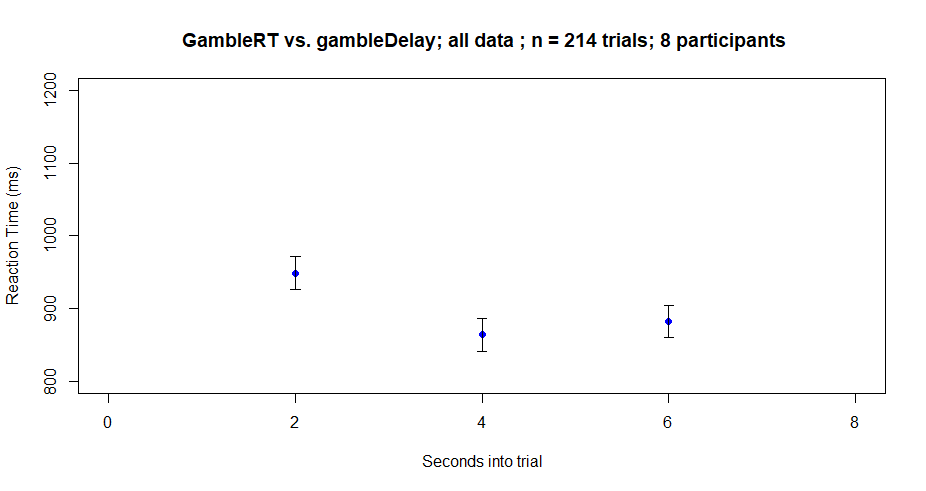 GambleRT vs. gambleDelay; all data ; n = 214 trials; 8 participants
Reaction Time (ms)
1200
1100
1000
900
800
0 2 4 6 8
Seconds into trial